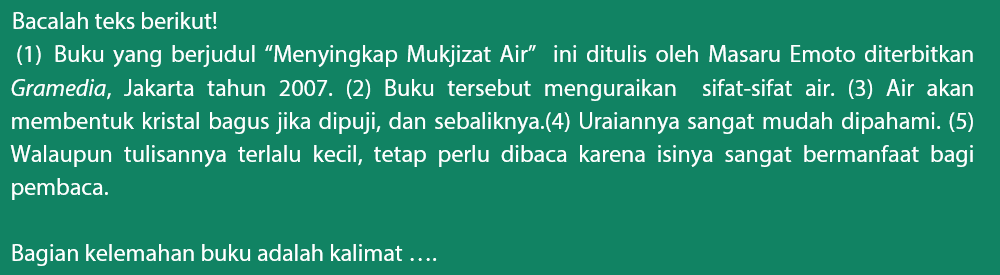 Bacalah teks berikut!
(1) Buku yang berjudul “Menyingkap Mukjizat Air” ini ditulis oleh Masaru Emoto diterbitkan
Gramedia, Jakarta tahun 2007. (2) Buku tersebut menguraikan sifat-sifat air. (3) Air akan
membentuk kristal bagus jika dipuji, dan sebaliknya.(4) Uraiannya sangat mudah dipahami. (5)
Walaupun tulisannya terlalu kecil, tetap perlu dibaca karena isinya sangat bermanfaat bagi
pembaca.
Bagian kelemahan buku adalah kalimat ….